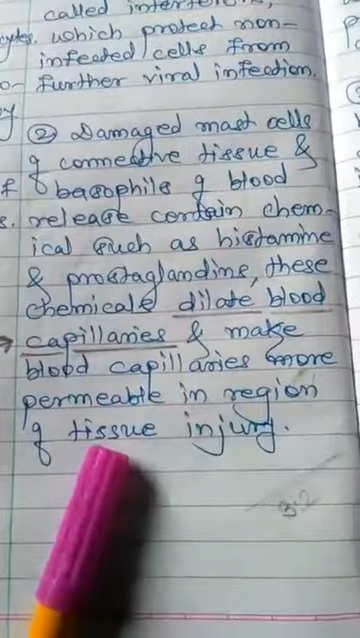 called interferons,
cytes. which protect non-
infected cells from
o- further viral infection.
y
② Damaged mast cells
of connective tissue &
f basophils of blood
s. release certain chem-
ical such as histamine
& prostaglandins, these
chemicals dilate blood
→ capillaries & make
blood capillaries more
permeable in region
of tissue injury.